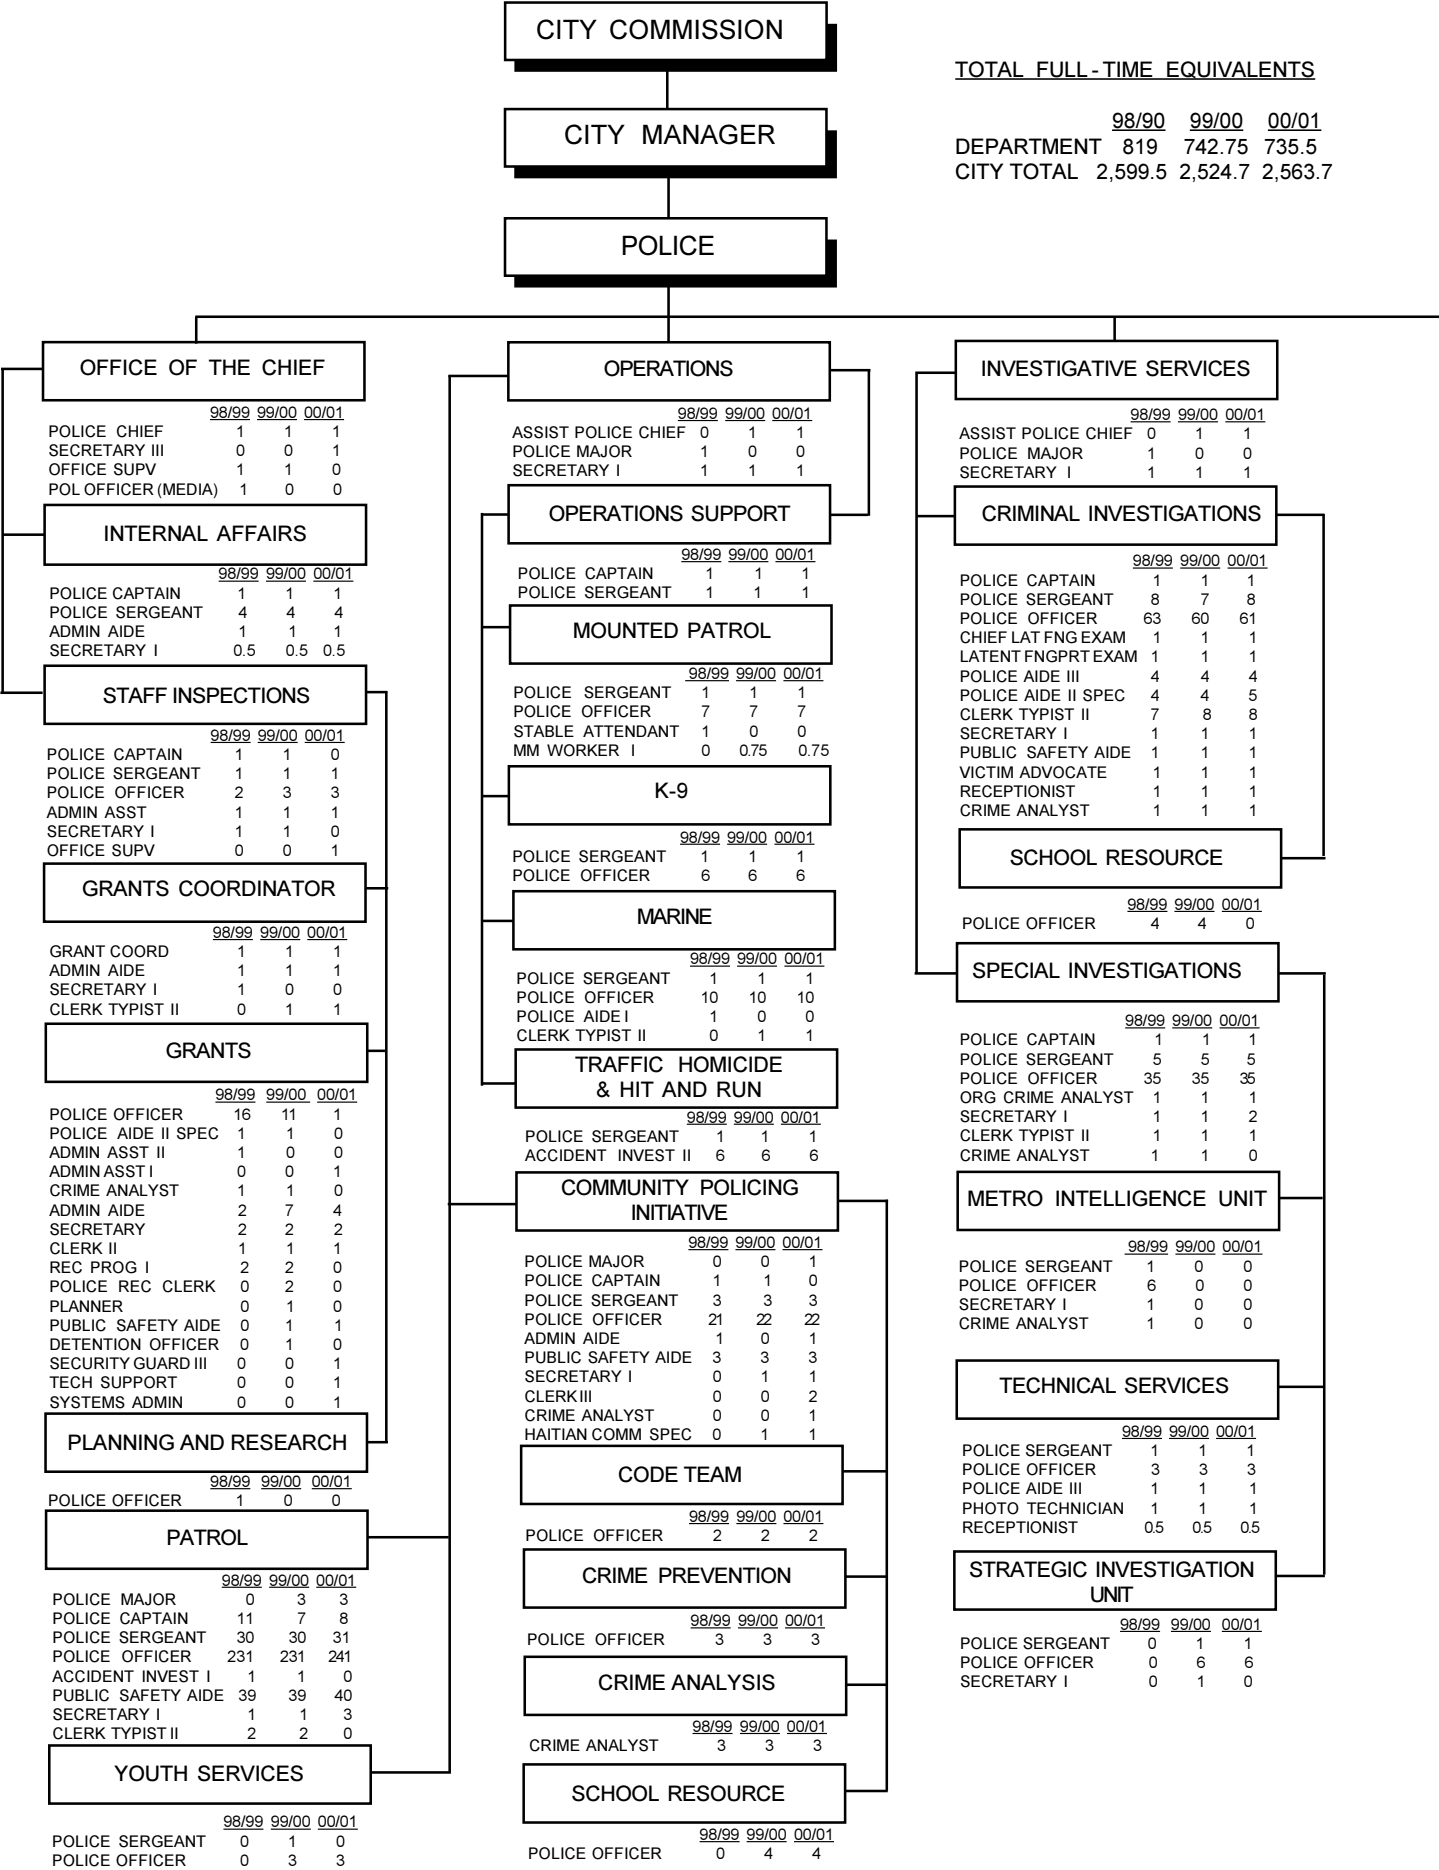 CITY COMMISSION
CITY MANAGER
POLICE
TOTAL FULL-TIME EQUIVALENTS
98/90 99/00 00/01
DEPARTMENT 819 742.75 735.5
CITY TOTAL 2,599.5 2,524.7 2,563.7
OFFICE OF THE CHIEF
98/99 99/00 00/01
POLICE CHIEF 1 1 1
SECRETARY III 0 0 1
OFFICE SUPV 1 1 0
POL OFFICER (MEDIA) 1 0 0
INTERNAL AFFAIRS
98/99 99/00 00/01
POLICE CAPTAIN 1 1 1
POLICE SERGEANT 4 4 4
ADMIN AIDE 1 1 1
SECRETARY I 0.5 0.5 0.5
STAFF INSPECTIONS
98/99 99/00 00/01
POLICE CAPTAIN 1 1 0
POLICE SERGEANT 1 1 1
POLICE OFFICER 2 3 3
ADMIN ASST 1 1 1
SECRETARY I 1 1 0
OFFICE SUPV 0 0 1
GRANTS COORDINATOR
98/99 99/00 00/01
GRANT COORD 1 1 1
ADMIN AIDE 1 1 1
SECRETARY I 1 0 0
CLERK TYPIST II 0 1 1
GRANTS
98/99 99/00 00/01
POLICE OFFICER 16 11 1
POLICE AIDE II SPEC 1 1 0
ADMIN ASST II 1 0 0
ADMIN ASST I 0 0 1
CRIME ANALYST 1 1 0
ADMIN AIDE 2 7 4
SECRETARY 2 2 2
CLERK II 1 1 1
REC PROG I 2 2 0
POLICE REC CLERK 0 2 0
PLANNER 0 1 0
PUBLIC SAFETY AIDE 0 1 1
DETENTION OFFICER 0 1 0
SECURITY GUARD III 0 0 1
TECH SUPPORT 0 0 1
SYSTEMS ADMIN 0 0 1
PLANNING AND RESEARCH
98/99 99/00 00/01
POLICE OFFICER 1 0 0
PATROL
98/99 99/00 00/01
POLICE MAJOR 0 3 3
POLICE CAPTAIN 11 7 8
POLICE SERGEANT 30 30 31
POLICE OFFICER 231 231 241
ACCIDENT INVEST I 1 1 0
PUBLIC SAFETY AIDE 39 39 40
SECRETARY I 1 1 3
CLERK TYPIST II 2 2 0
YOUTH SERVICES
98/99 99/00 00/01
POLICE SERGEANT 0 1 0
POLICE OFFICER 0 3 3
OPERATIONS
98/99 99/00 00/01
ASSIST POLICE CHIEF 0 1 1
POLICE MAJOR 1 0 0
SECRETARY I 1 1 1
OPERATIONS SUPPORT
98/99 99/00 00/01
POLICE CAPTAIN 1 1 1
POLICE SERGEANT 1 1 1
MOUNTED PATROL
98/99 99/00 00/01
POLICE SERGEANT 1 1 1
POLICE OFFICER 7 7 7
STABLE ATTENDANT 1 0 0
MM WORKER I 0 0.75 0.75
K-9
98/99 99/00 00/01
POLICE SERGEANT 1 1 1
POLICE OFFICER 6 6 6
MARINE
98/99 99/00 00/01
POLICE SERGEANT 1 1 1
POLICE OFFICER 10 10 10
POLICE AIDE I 1 0 0
CLERK TYPIST II 0 1 1
TRAFFIC HOMICIDE
& HIT AND RUN
98/99 99/00 00/01
POLICE SERGEANT 1 1 1
ACCIDENT INVEST II 6 6 6
COMMUNITY POLICING
INITIATIVE
98/99 99/00 00/01
POLICE MAJOR 0 0 1
POLICE CAPTAIN 1 1 0
POLICE SERGEANT 3 3 3
POLICE OFFICER 21 22 22
ADMIN AIDE 1 0 1
PUBLIC SAFETY AIDE 3 3 3
SECRETARY I 0 1 1
CLERK III 0 0 2
CRIME ANALYST 0 0 1
HAITIAN COMM SPEC 0 1 1
CODE TEAM
98/99 99/00 00/01
POLICE OFFICER 2 2 2
CRIME PREVENTION
98/99 99/00 00/01
POLICE OFFICER 3 3 3
CRIME ANALYSIS
98/99 99/00 00/01
CRIME ANALYST 3 3 3
SCHOOL RESOURCE
98/99 99/00 00/01
POLICE OFFICER 0 4 4
INVESTIGATIVE SERVICES
98/99 99/00 00/01
ASSIST POLICE CHIEF 0 1 1
POLICE MAJOR 1 0 0
SECRETARY I 1 1 1
CRIMINAL INVESTIGATIONS
98/99 99/00 00/01
POLICE CAPTAIN 1 1 1
POLICE SERGEANT 8 7 8
POLICE OFFICER 63 60 61
CHIEF LAT FNG EXAM 1 1 1
LATENT FNGPRT EXAM 1 1 1
POLICE AIDE III 4 4 4
POLICE AIDE II SPEC 4 4 5
CLERK TYPIST II 7 8 8
SECRETARY I 1 1 1
PUBLIC SAFETY AIDE 1 1 1
VICTIM ADVOCATE 1 1 1
RECEPTIONIST 1 1 1
CRIME ANALYST 1 1 1
SCHOOL RESOURCE
98/99 99/00 00/01
POLICE OFFICER 4 4 0
SPECIAL INVESTIGATIONS
98/99 99/00 00/01
POLICE CAPTAIN 1 1 1
POLICE SERGEANT 5 5 5
POLICE OFFICER 35 35 35
ORG CRIME ANALYST 1 1 1
SECRETARY I 1 1 2
CLERK TYPIST II 1 1 1
CRIME ANALYST 1 1 0
METRO INTELLIGENCE UNIT
98/99 99/00 00/01
POLICE SERGEANT 1 0 0
POLICE OFFICER 6 0 0
SECRETARY I 1 0 0
CRIME ANALYST 1 0 0
TECHNICAL SERVICES
98/99 99/00 00/01
POLICE SERGEANT 1 1 1
POLICE OFFICER 3 3 3
POLICE AIDE III 1 1 1
PHOTO TECHNICIAN 1 1 1
RECEPTIONIST 0.5 0.5 0.5
STRATEGIC INVESTIGATION
UNIT
98/99 99/00 00/01
POLICE SERGEANT 0 1 1
POLICE OFFICER 0 6 6
SECRETARY I 0 1 0